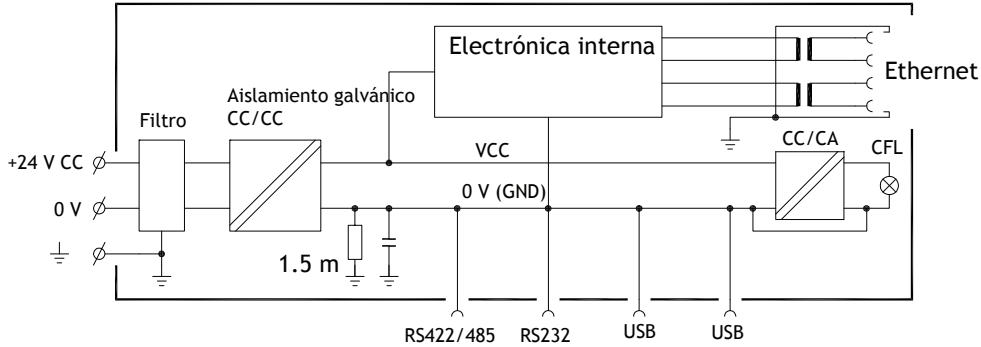 Electrónica interna
Ethernet
Aislamiento galvánico
CC/CC
Filtro
+24 V CC
VCC
CC/CA
CFL
0 V
0 V (GND)
1.5 m
RS422/485
RS232
USB
USB